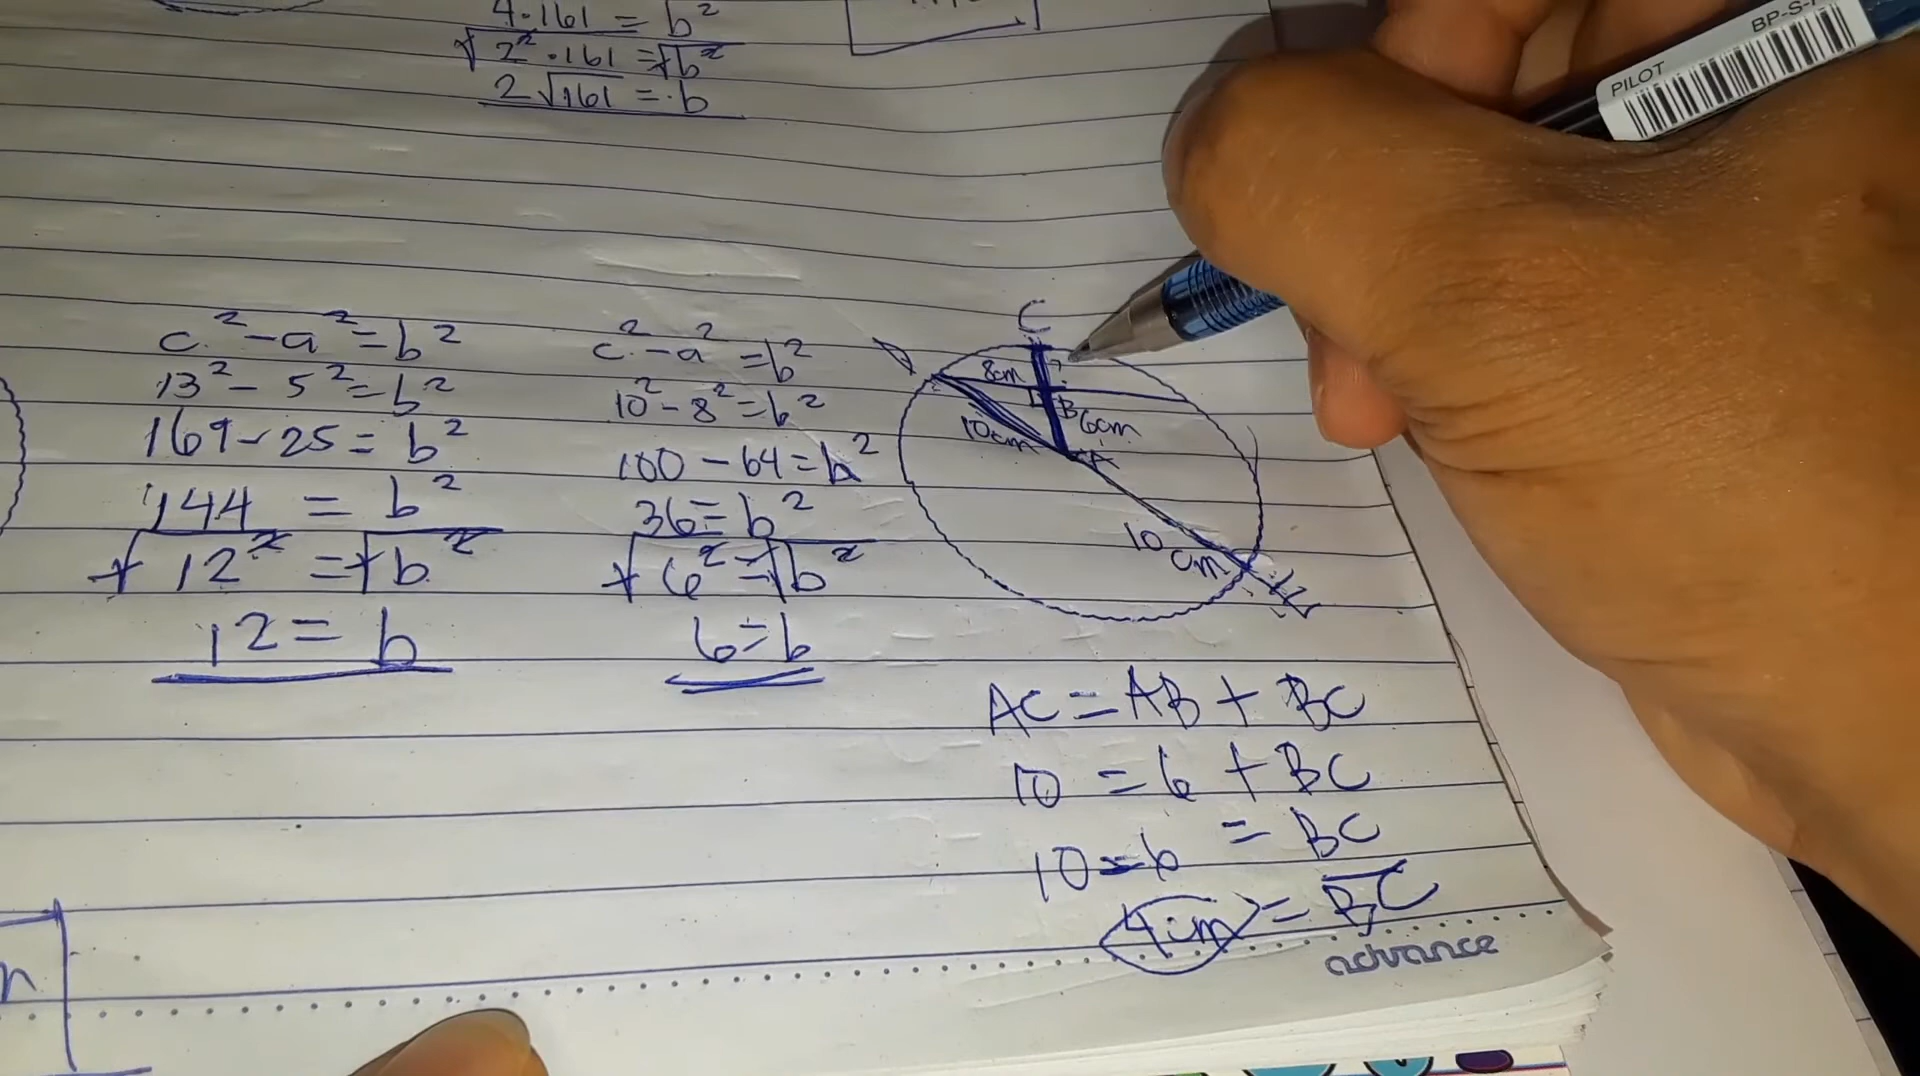 4·161 = b²
√2²·161 = √b²
2√161 = b
c² - a² = b²
13² - 5² = b²
169 - 25 = b²
144 = b²
√12² = √b²
12 = b
c² - a² = b²
10² - 8² = b²
100 - 64 = b²
36 = b²
√6² = √b²
6 = b
C
8cm
?
B
6cm
10cm
A
10 cm
AC = AB + BC
10 = 6 + BC
10 - 6 = BC
4cm = BC
advance
PILOT
BP-S-